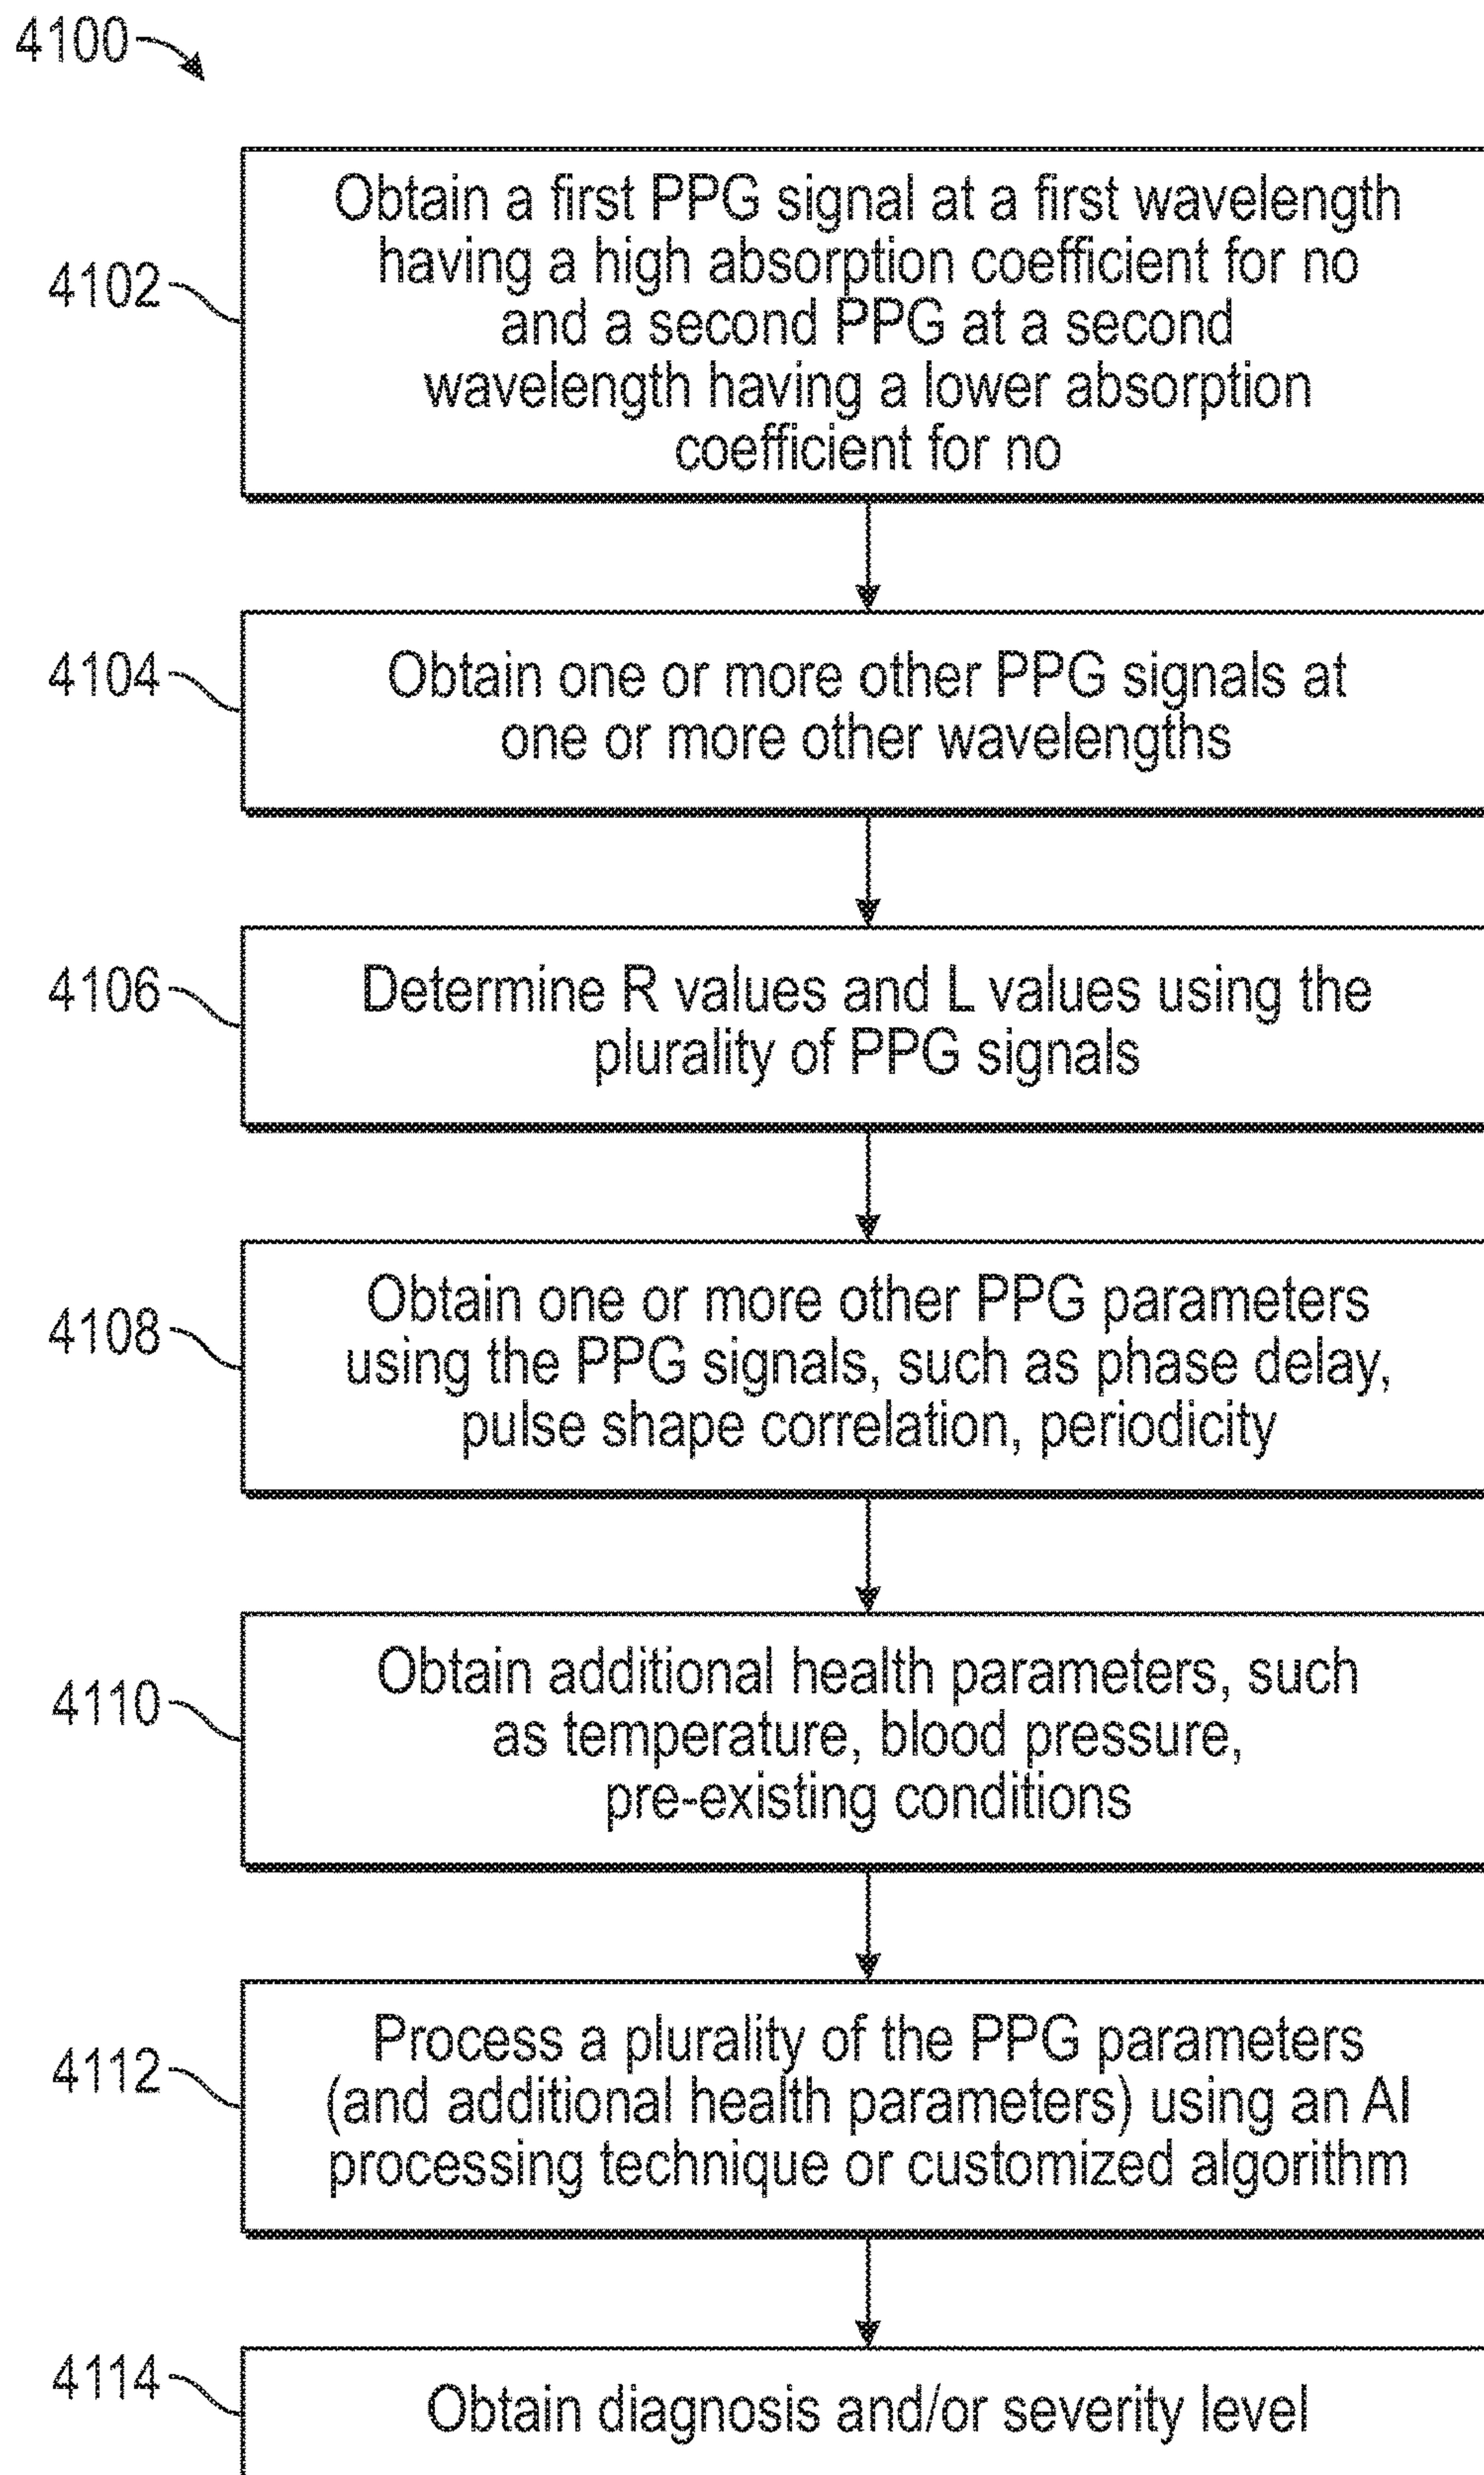 4100
4102
Obtain a first PPG signal at a first wavelength
having a high absorption coefficient for no
and a second PPG at a second
wavelength having a lower absorption
coefficient for no
4104
Obtain one or more other PPG signals at
one or more other wavelengths
4106
Determine R values and L values using the
plurality of PPG signals
4108
Obtain one or more other PPG parameters
using the PPG signals, such as phase delay,
pulse shape correlation, periodicity
4110
Obtain additional health parameters, such
as temperature, blood pressure,
pre-existing conditions
4112
Process a plurality of the PPG parameters
(and additional health parameters) using an AI
processing technique or customized algorithm
4114
Obtain diagnosis and/or severity level